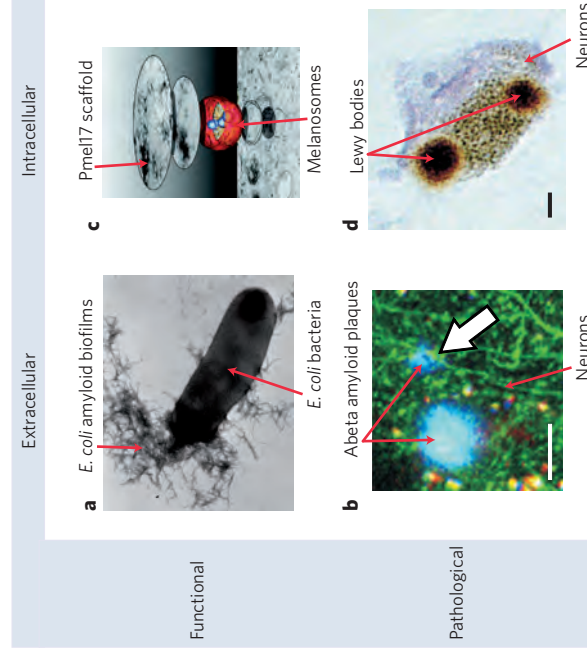 Extracellular
Intracellular
Functional
a
E. coli amyloid biofilms
E. coli bacteria
c
Pmel17 scaffold
Melanosomes
Pathological
b
Abeta amyloid plaques
Neurons
d
Lewy bodies
Neurons